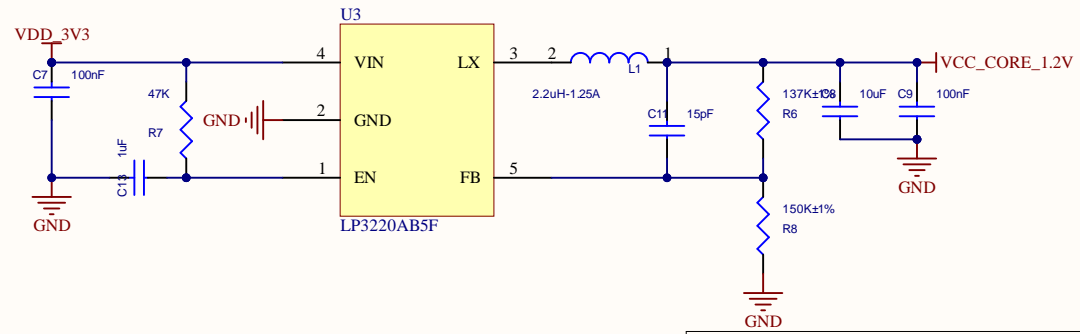 U3
VDD_3V3
4
VIN
LX
3
2
1
VCC_CORE_1.2V
C7
100nF
L1
47K
2.2uH-1.25A
137K±1%
C8
10uF
C9
100nF
R7
GND
2
GND
C11
15pF
R6
1uF
C13
1
EN
FB
5
GND
GND
LP3220AB5F
150K±1%
R8
GND